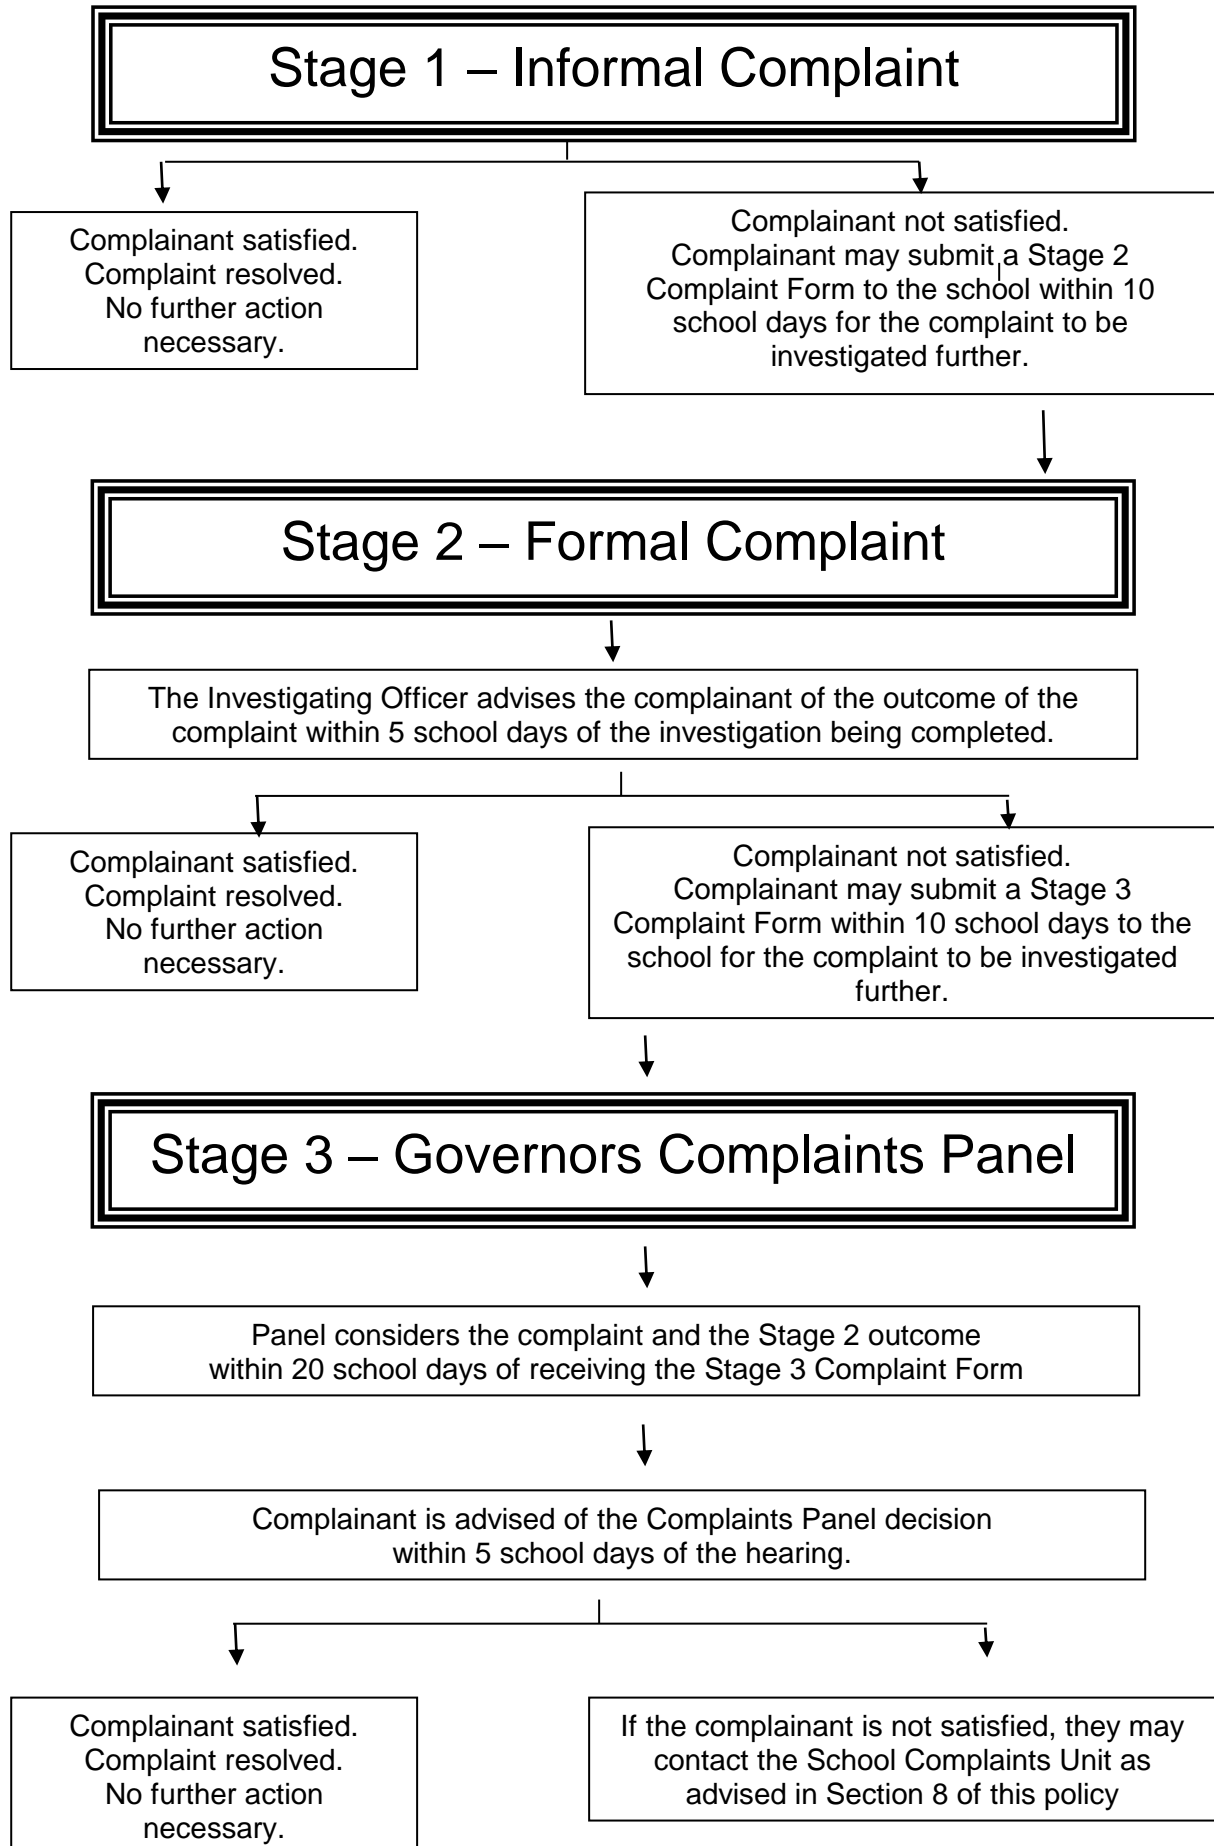 Stage 1 – Informal Complaint
Complainant satisfied.
Complaint resolved.
No further action
necessary.
Complainant not satisfied.
Complainant may submit a Stage 2
Complaint Form to the school within 10
school days for the complaint to be
investigated further.
Stage 2 – Formal Complaint
The Investigating Officer advises the complainant of the outcome of the
complaint within 5 school days of the investigation being completed.
Complainant satisfied.
Complaint resolved.
No further action
necessary.
Complainant not satisfied.
Complainant may submit a Stage 3
Complaint Form within 10 school days to the
school for the complaint to be investigated
further.
Stage 3 – Governors Complaints Panel
Panel considers the complaint and the Stage 2 outcome
within 20 school days of receiving the Stage 3 Complaint Form
Complainant is advised of the Complaints Panel decision
within 5 school days of the hearing.
Complainant satisfied.
Complaint resolved.
No further action
necessary.
If the complainant is not satisfied, they may
contact the School Complaints Unit as
advised in Section 8 of this policy